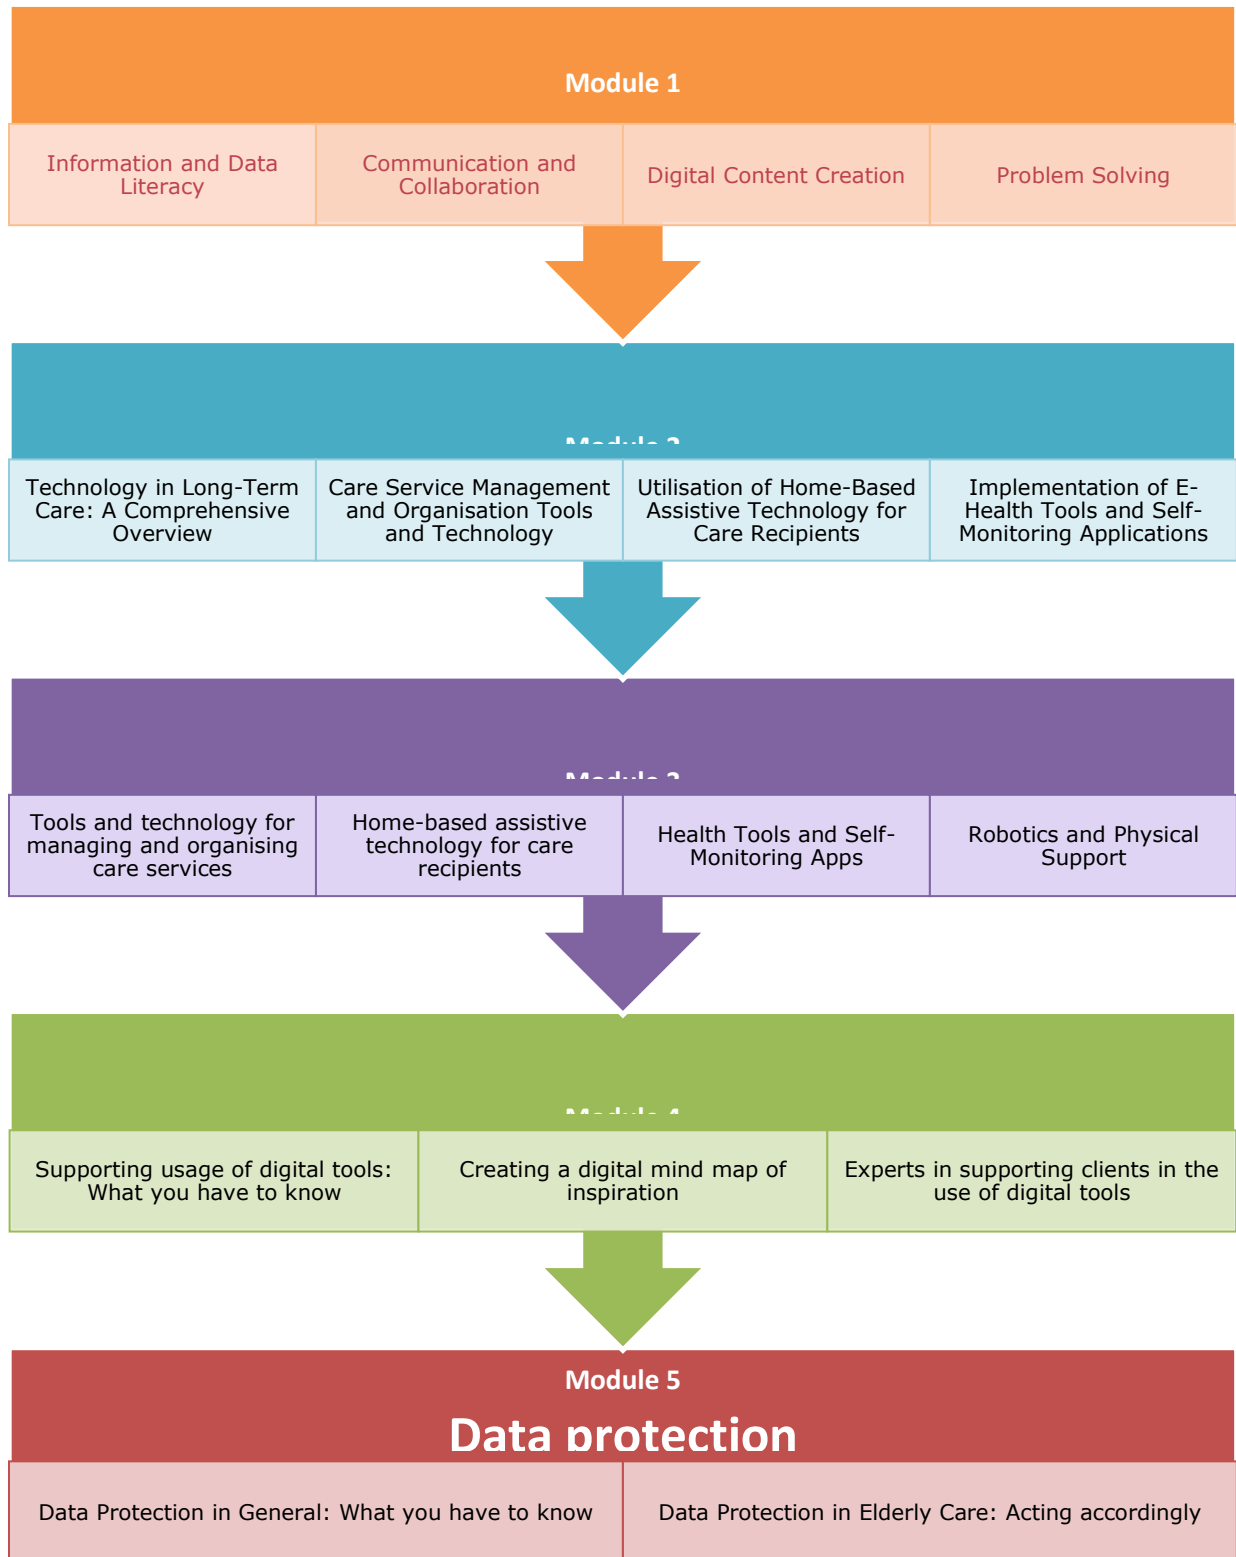 Module 1
Information and Data
Literacy
Communication and
Collaboration
Digital Content Creation
Problem Solving
Module 2
Technology in Long-Term
Care: A Comprehensive
Overview
Care Service Management
and Organisation Tools
and Technology
Utilisation of Home-Based
Assistive Technology for
Care Recipients
Implementation of E-
Health Tools and Self-
Monitoring Applications
Module 3
Tools and technology for
managing and organising
care services
Home-based assistive
technology for care
recipients
Health Tools and Self-
Monitoring Apps
Robotics and Physical
Support
Module 4
Supporting usage of digital tools:
What you have to know
Creating a digital mind map of
inspiration
Experts in supporting clients in the
use of digital tools
Module 5
Data protection
Data Protection in General: What you have to know
Data Protection in Elderly Care: Acting accordingly